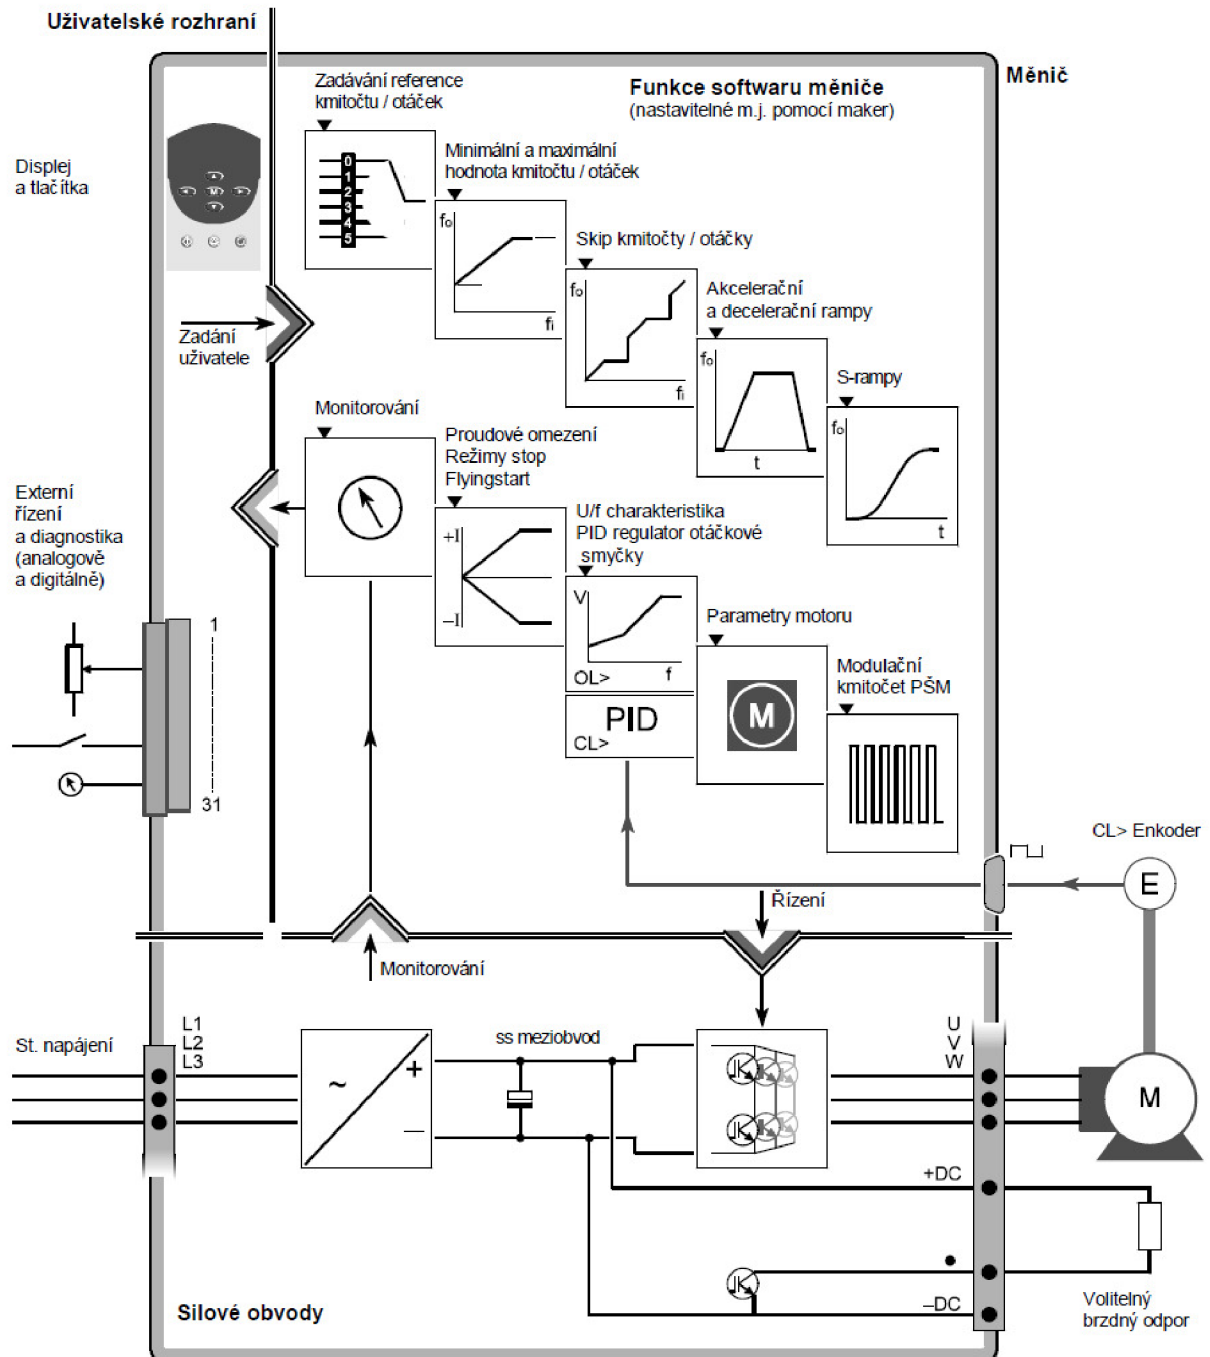 Uživatelské rozhraní
Měnič
Zadávání reference
kmitočtu / otáček
Funkce softwaru měniče
(nastavitelné m.j. pomocí maker)
Displej
a tlačítka
M
0
1
2
3
4
5
Minimální a maximální
hodnota kmitočtu / otáček
fo
fi
Skip kmitočty / otáčky
fo
fi
Akcelerační
a decelerační rampy
fo
t
S-rampy
fo
t
Zadání
uživatele
Monitorování
Proudové omezení
Režimy stop
Flyingstart
+I
–I
U/f charakteristika
PID regulator otáčkové
smyčky
V
OL>
f
PID
CL>
Parametry motoru
M
Modulační
kmitočet PŠM
Externí
řízení
a diagnostika
(analogově
a digitálně)
1
31
CL> Enkoder
E
Řízení
Monitorování
St. napájení
L1
L2
L3
~
+
—
ss meziobvod
U
V
W
M
+DC
–DC
Volitelný
brzdný odpor
Silové obvody